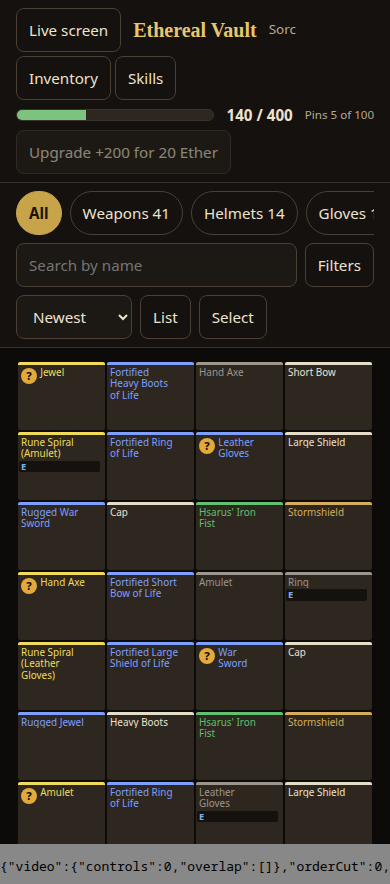 Live screen Ethereal Vault Sorc
Inventory Skills
140 / 400 Pins 5 of 100
Upgrade +200 for 20 Ether
All Weapons 41 Helmets 14 Gloves 1
Search by name Filters
Newest List Select
? Jewel
Fortified
Heavy Boots
of Life
Hand Axe
Short Bow
Rune Spiral
(Amulet)
E
Fortified Ring
of Life
? Leather
Gloves
Large Shield
Rugged War
Sword
Cap
Hsarus' Iron
Fist
Stormshield
? Hand Axe
Fortified Short
Bow of Life
Amulet
Ring
E
Rune Spiral
(Leather
Gloves)
Fortified Large
Shield of Life
? War
Sword
Cap
Rugged Jewel
Heavy Boots
Hsarus' Iron
Fist
Stormshield
? Amulet
Fortified Ring
of Life
Leather
Gloves
E
Large Shield
{"video":{"controls":0,"overlap":[]},"orderCut":0,